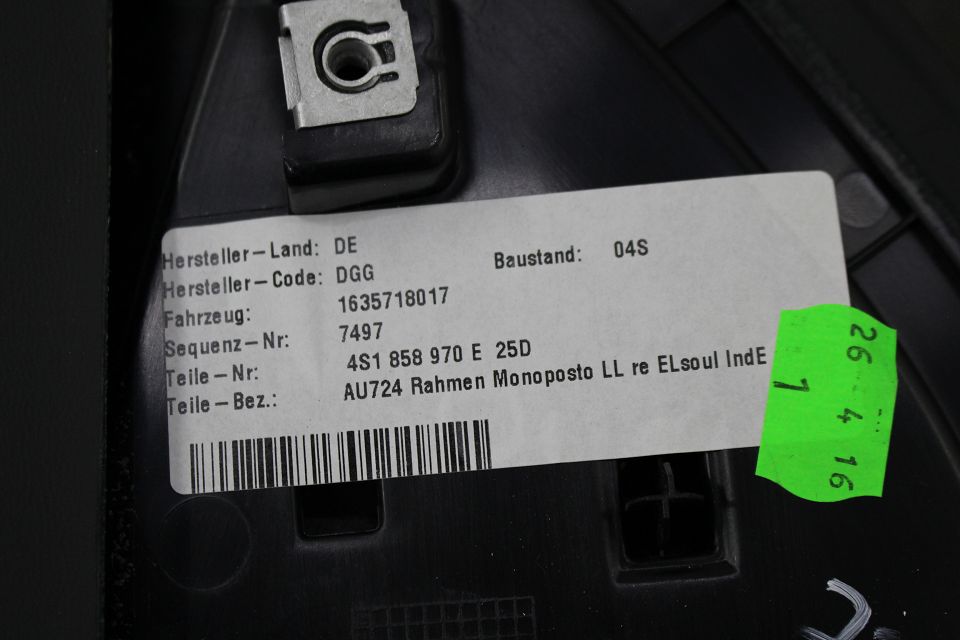 Hersteller-Land: DE
Hersteller-Code: DGG Baustand: 04S
Fahrzeug: 1635718017
Sequenz-Nr: 7497
Teile-Nr: 4S1 858 970 E 25D
Teile-Bez.: AU724 Rahmen Monoposto LL re ELsoul IndE
26 4 16
1